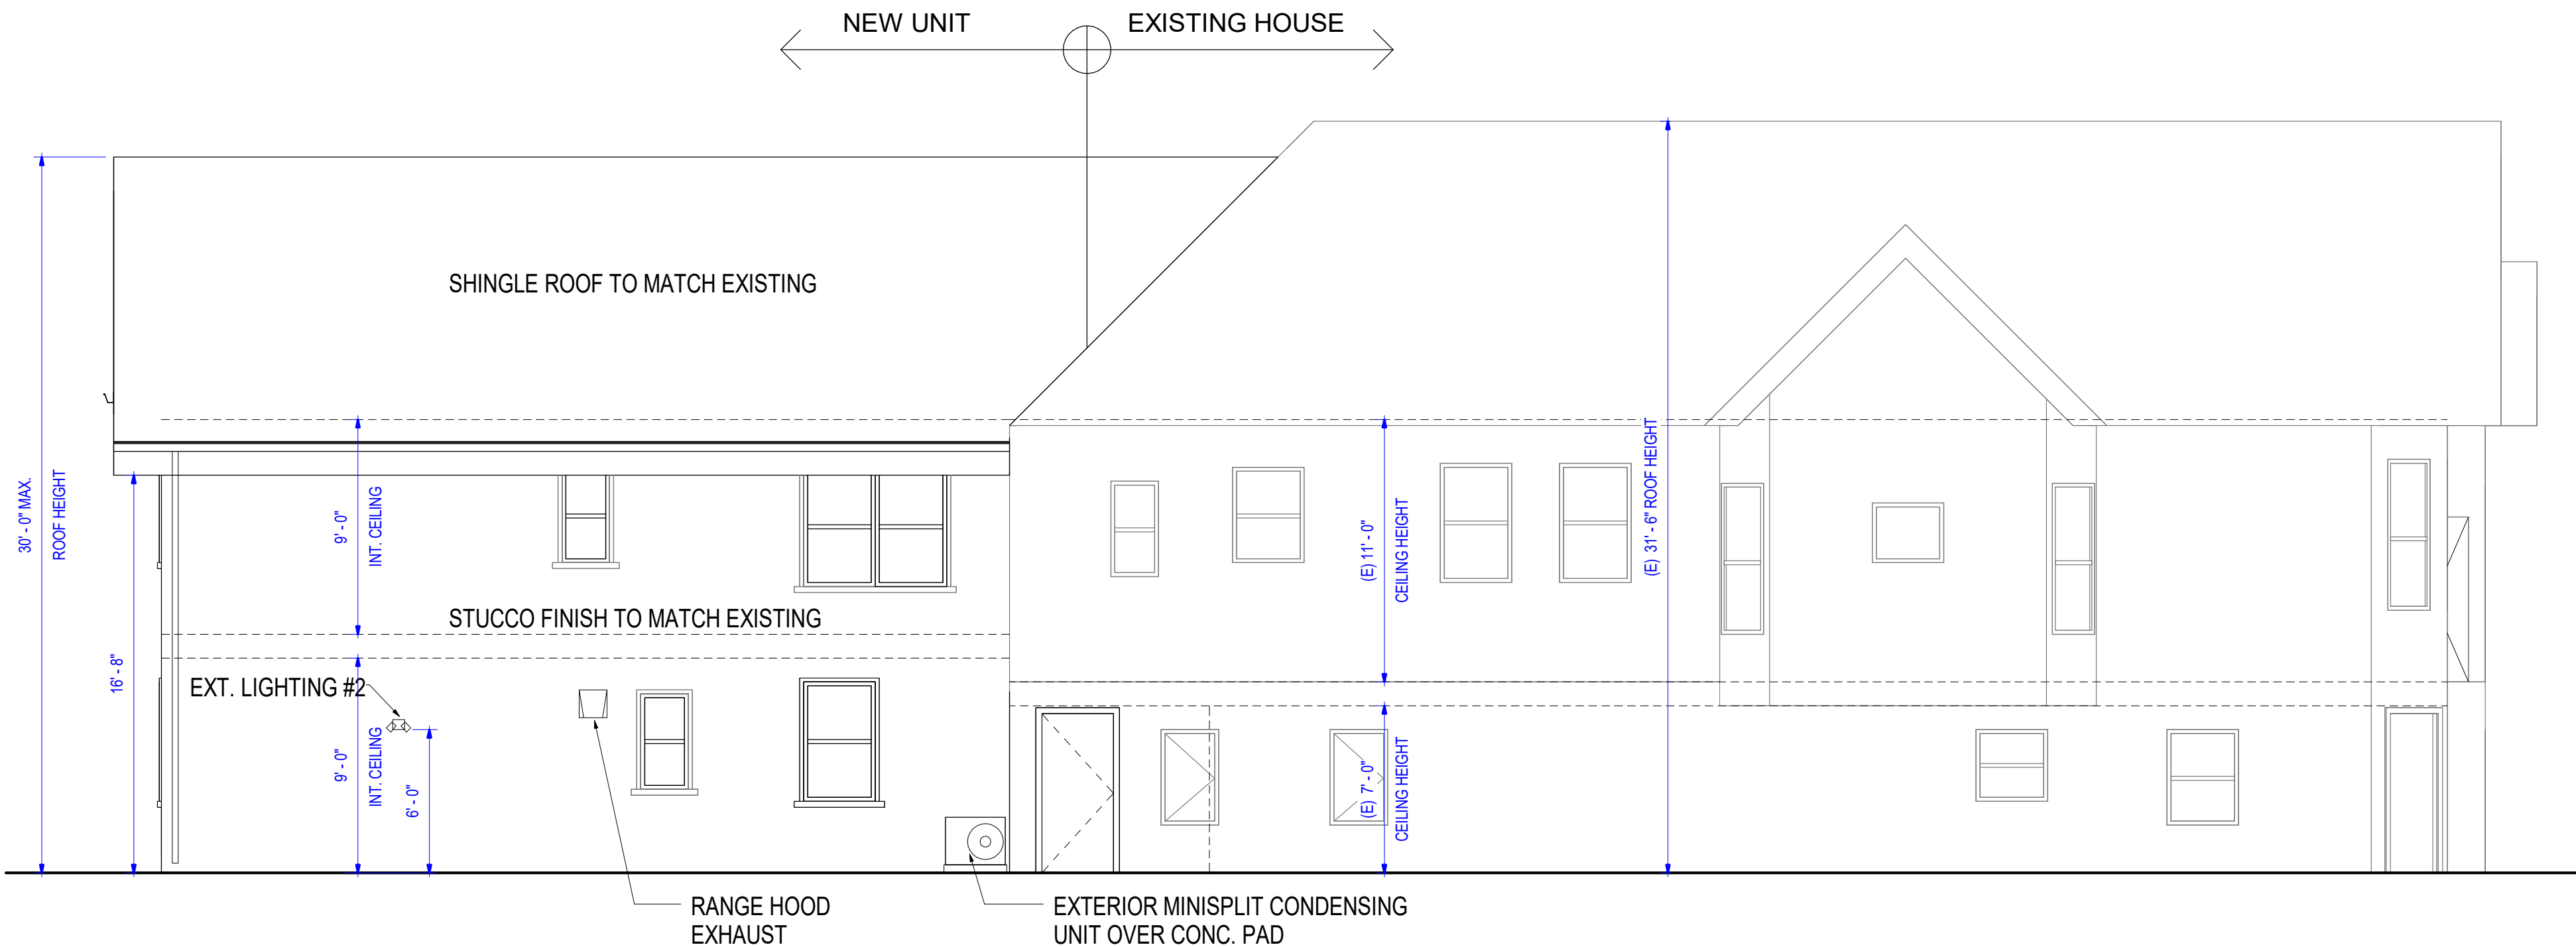 NEW UNIT
EXISTING HOUSE
SHINGLE ROOF TO MATCH EXISTING
30' - 0" MAX.
ROOF HEIGHT
16' - 8"
9' - 0"
INT. CEILING
STUCCO FINISH TO MATCH EXISTING
EXT. LIGHTING #2
9' - 0"
INT. CEILING
6' - 0"
(E) 11' - 0"
CEILING HEIGHT
(E) 31' - 6" ROOF HEIGHT
(E) 7' - 0"
CEILING HEIGHT
RANGE HOOD
EXHAUST
EXTERIOR MINISPLIT CONDENSING
UNIT OVER CONC. PAD